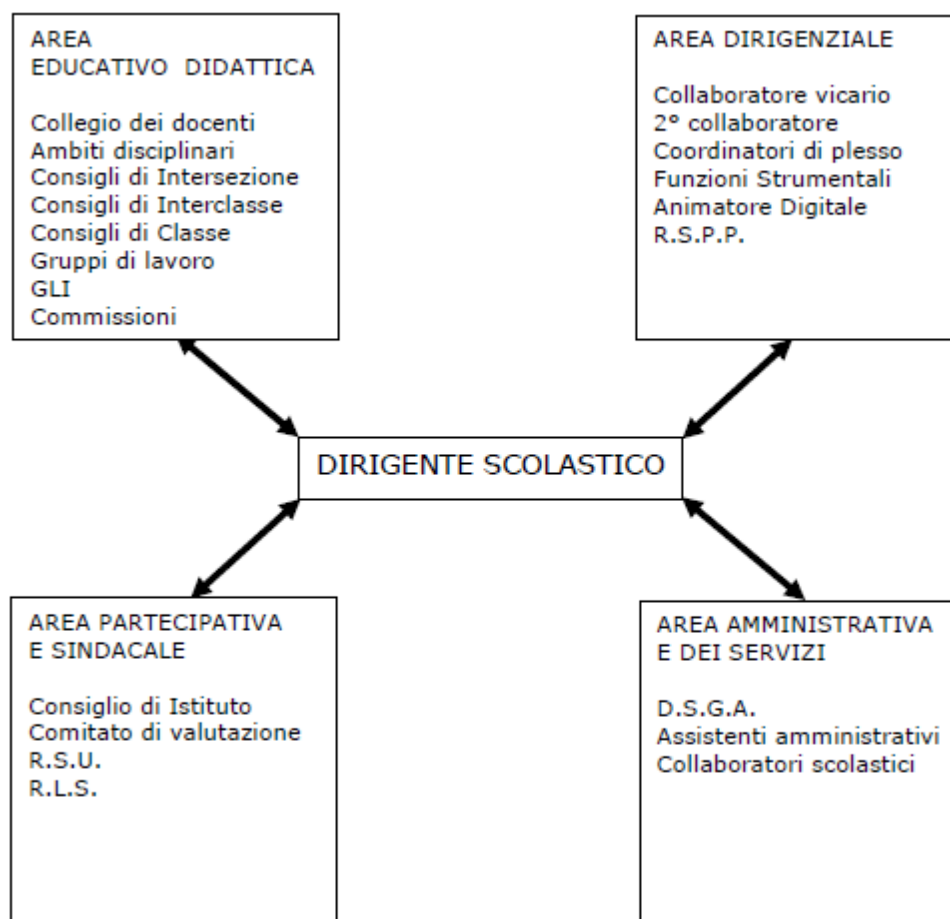 AREA
EDUCATIVO DIDATTICA
Collegio dei docenti
Ambiti disciplinari
Consigli di Intersezione
Consigli di Interclasse
Consigli di Classe
Gruppi di lavoro
GLI
Commissioni
AREA DIRIGENZIALE
Collaboratore vicario
2° collaboratore
Coordinatori di plesso
Funzioni Strumentali
Animatore Digitale
R.S.P.P.
DIRIGENTE SCOLASTICO
AREA PARTECIPATIVA
E SINDACALE
Consiglio di Istituto
Comitato di valutazione
R.S.U.
R.L.S.
AREA AMMINISTRATIVA
E DEI SERVIZI
D.S.G.A.
Assistenti amministrativi
Collaboratori scolastici